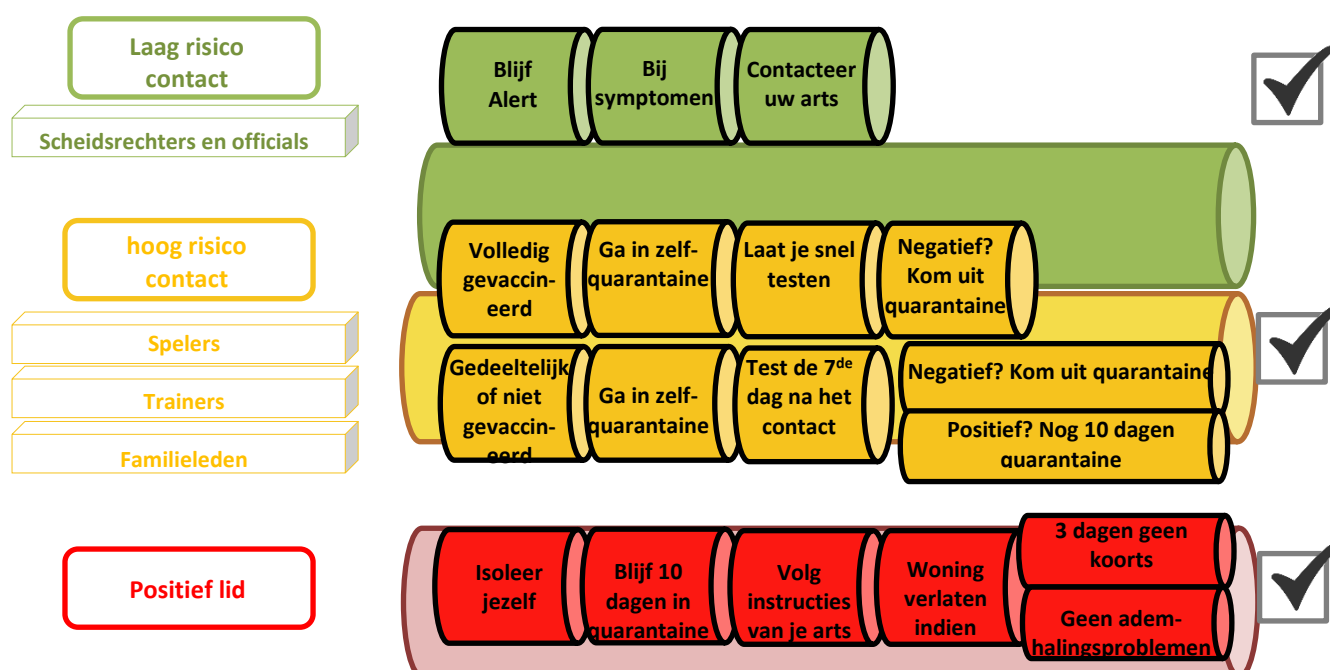 Laag risico
contact
Scheidsrechters en officials
Blijf
Alert
Bij
symptomen
Contacteer
uw arts
hoog risico
contact
Spelers
Trainers
Familieleden
Volledig
gevaccin-
eerd
Ga in zelf-
quarantaine
Laat je snel
testen
Negatief?
Kom uit
quarantaine
Gedeeltelijk
of niet
gevaccin-
eerd
Ga in zelf-
quarantaine
Test de 7de
dag na het
contact
Negatief? Kom uit quarantaine
Positief? Nog 10 dagen
quarantaine
Positief lid
Isoleer
jezelf
Blijf 10
dagen in
quarantaine
Volg
instructies
van je arts
Woning
verlaten
indien
3 dagen geen
koorts
Geen adem-
halingsproblemen